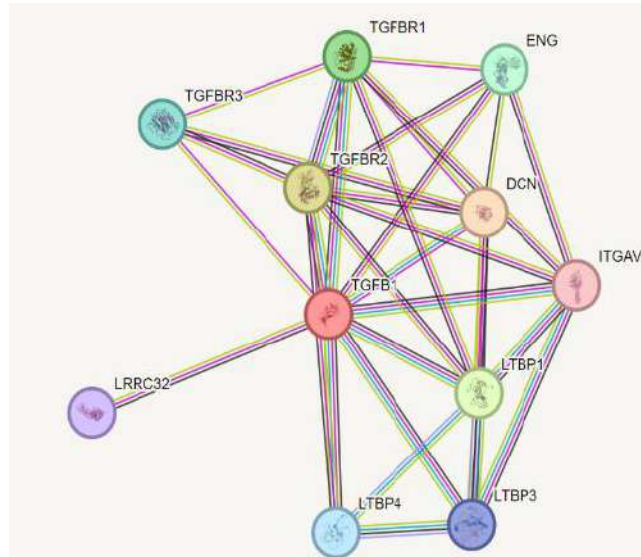 TGFBR1
ENG
TGFBR3
TGFBR2
DCN
ITGAV
TGFB1
LRRC32
LTBP1
LTBP4
LTBP3